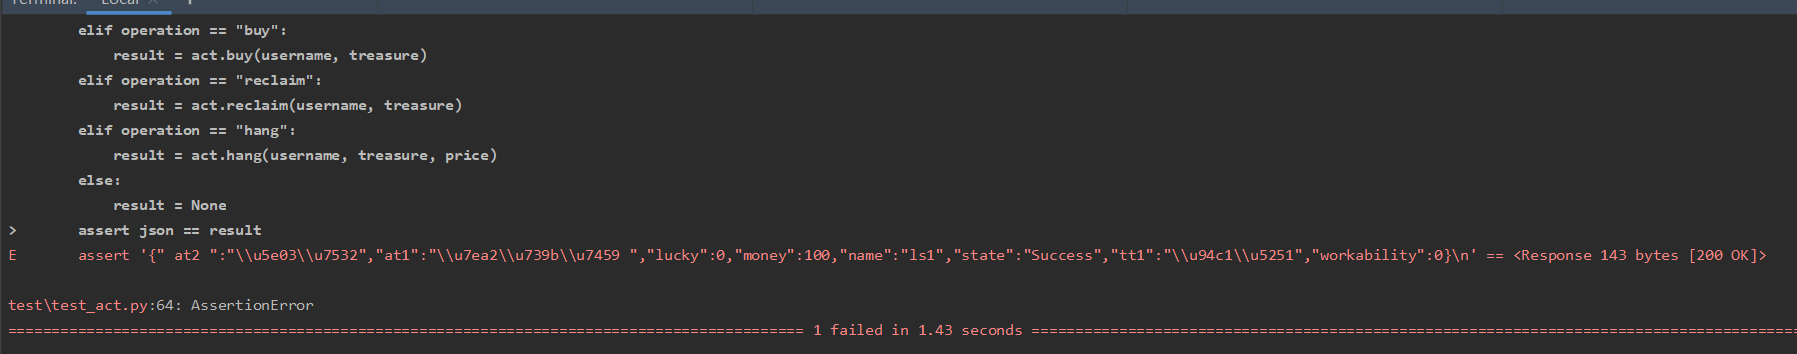 Terminal: Local × +
elif operation == "buy":
result = act.buy(username, treasure)
elif operation == "reclaim":
result = act.reclaim(username, treasure)
elif operation == "hang":
result = act.hang(username, treasure, price)
else:
result = None
> assert json == result
E assert '{" at2 ":"\\u5e03\\u7532","at1":"\\u7ea2\\u739b\\u7459 ","lucky":0,"money":100,"name":"ls1","state":"Success","tt1":"\\u94c1\\u5251","workability":0}\n' == <Response 143 bytes [200 OK]>
test\test_act.py:64: AssertionError
============================================================================================ 1 failed in 1.43 seconds ============================================================================================